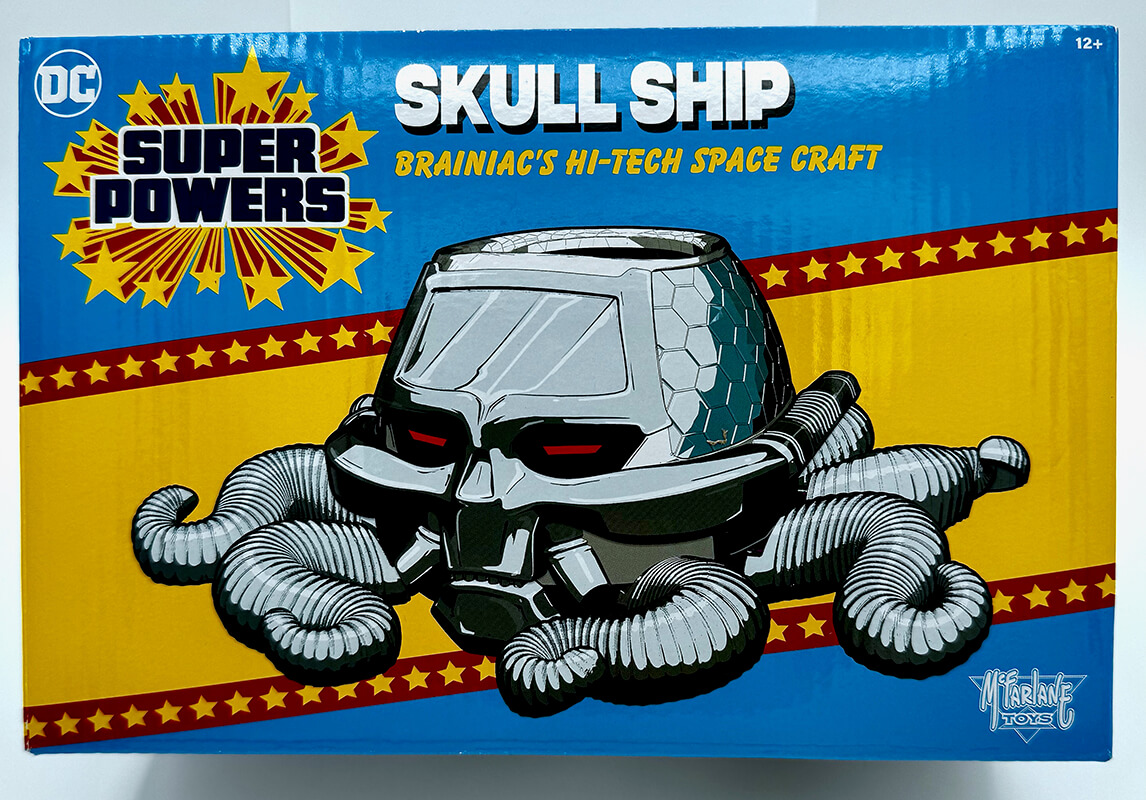 DC
SUPER
POWERS
SKULL SHIP
BRAINIAC'S HI-TECH SPACE CRAFT
12+
McFARLANE
TOYS